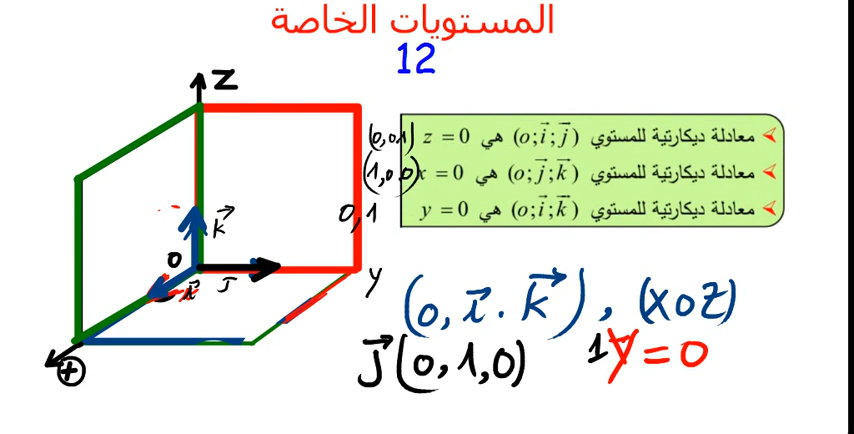 المستويات الخاصة
12
Z
➢ معادلة ديكارتية للمستوي (o;i⃗;j⃗) هي z = 0 (0,0,1)
➢ معادلة ديكارتية للمستوي (o;j⃗;k⃗) هي x = 0 (1,0.0)
➢ معادلة ديكارتية للمستوي (o;i⃗;k⃗) هي y = 0 0,1
k⃗
O
i⃗ J⃗ y
(o, i⃗. k⃗), (xoz)
J⃗(0,1,0) 1y=0
+